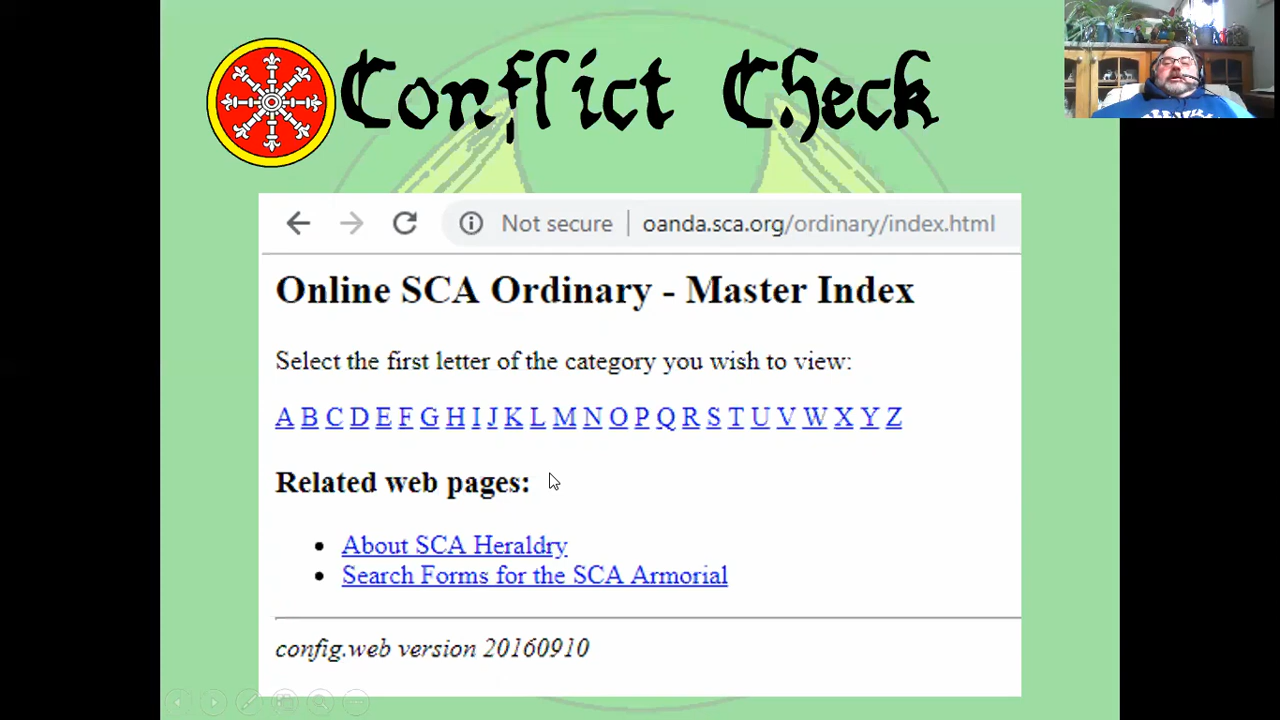 Conflict Check
Not secure | oanda.sca.org/ordinary/index.html
Online SCA Ordinary - Master Index
Select the first letter of the category you wish to view:
A B C D E F G H I J K L M N O P Q R S T U V W X Y Z
Related web pages:
About SCA Heraldry
Search Forms for the SCA Armorial
config.web version 20160910